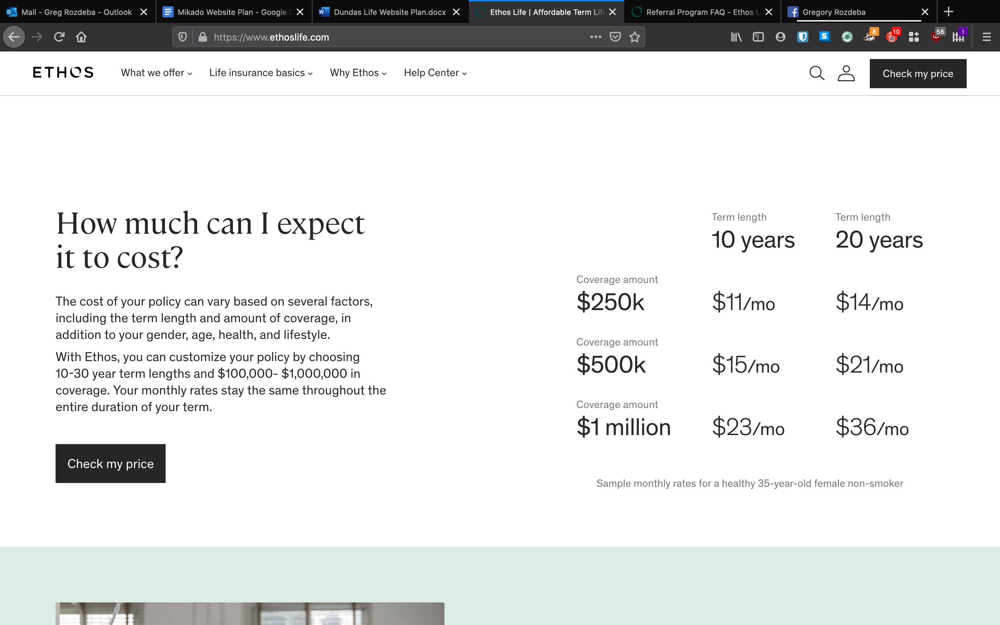 Mail - Greg Rozdeba - Outlook
Mikado Website Plan - Google
Dundas Life Website Plan.docx
Ethos Life | Affordable Term Life
Referral Program FAQ - Ethos
Gregory Rozdeba
https://www.ethoslife.com
8
10
56
!
ETHOS
What we offer
Life insurance basics
Why Ethos
Help Center
Check my price
How much can I expect
it to cost?
The cost of your policy can vary based on several factors,
including the term length and amount of coverage, in
addition to your gender, age, health, and lifestyle.
With Ethos, you can customize your policy by choosing
10-30 year term lengths and $100,000- $1,000,000 in
coverage. Your monthly rates stay the same throughout the
entire duration of your term.
Check my price
Term length
10 years
Term length
20 years
Coverage amount
$250k
$11/mo
$14/mo
Coverage amount
$500k
$15/mo
$21/mo
Coverage amount
$1 million
$23/mo
$36/mo
Sample monthly rates for a healthy 35-year-old female non-smoker